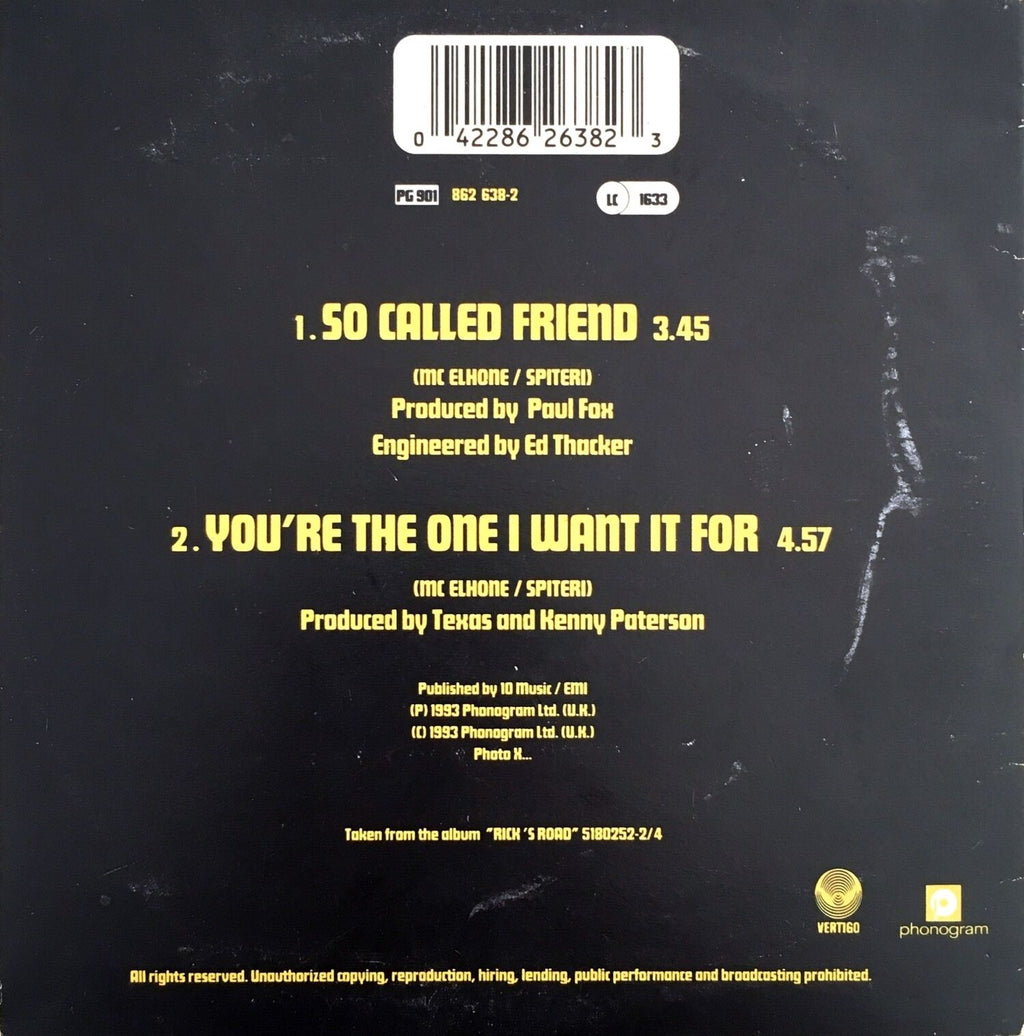 0 42286 26382 3
PG 901 862 638-2 LC 1633
1. SO CALLED FRIEND 3.45
(MC ELHONE / SPITERI)
Produced by Paul Fox
Engineered by Ed Thacker
2. YOU'RE THE ONE I WANT IT FOR 4.57
(MC ELHONE / SPITERI)
Produced by Texas and Kenny Paterson
Published by 10 Music / EMI
(P) 1993 Phonogram Ltd. (U.K.)
(C) 1993 Phonogram Ltd. (U.K.)
Photo X...
Taken from the album "RICK 'S ROAD" 5180252-2/4
VERTIGO
phonogram
All rights reserved. Unauthorized copying, reproduction, hiring, lending, public performance and broadcasting prohibited.